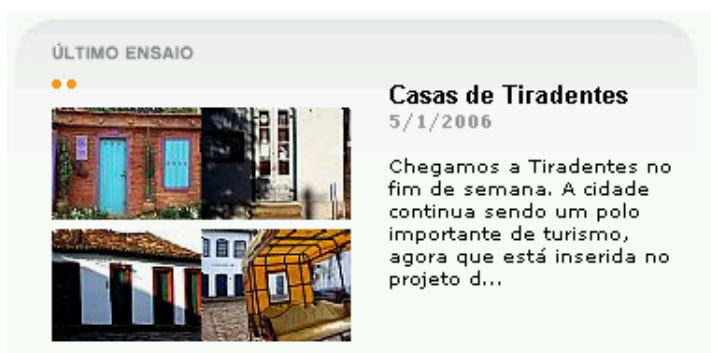 ÚLTIMO ENSAIO
Casas de Tiradentes
5/1/2006
Chegamos a Tiradentes no
fim de semana. A cidade
continua sendo um polo
importante de turismo,
agora que está inserida no
projeto d...